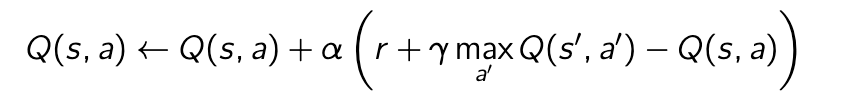 Q(s, a) ← Q(s, a) + α (r + γ max_{a′} Q(s′, a′) − Q(s, a))